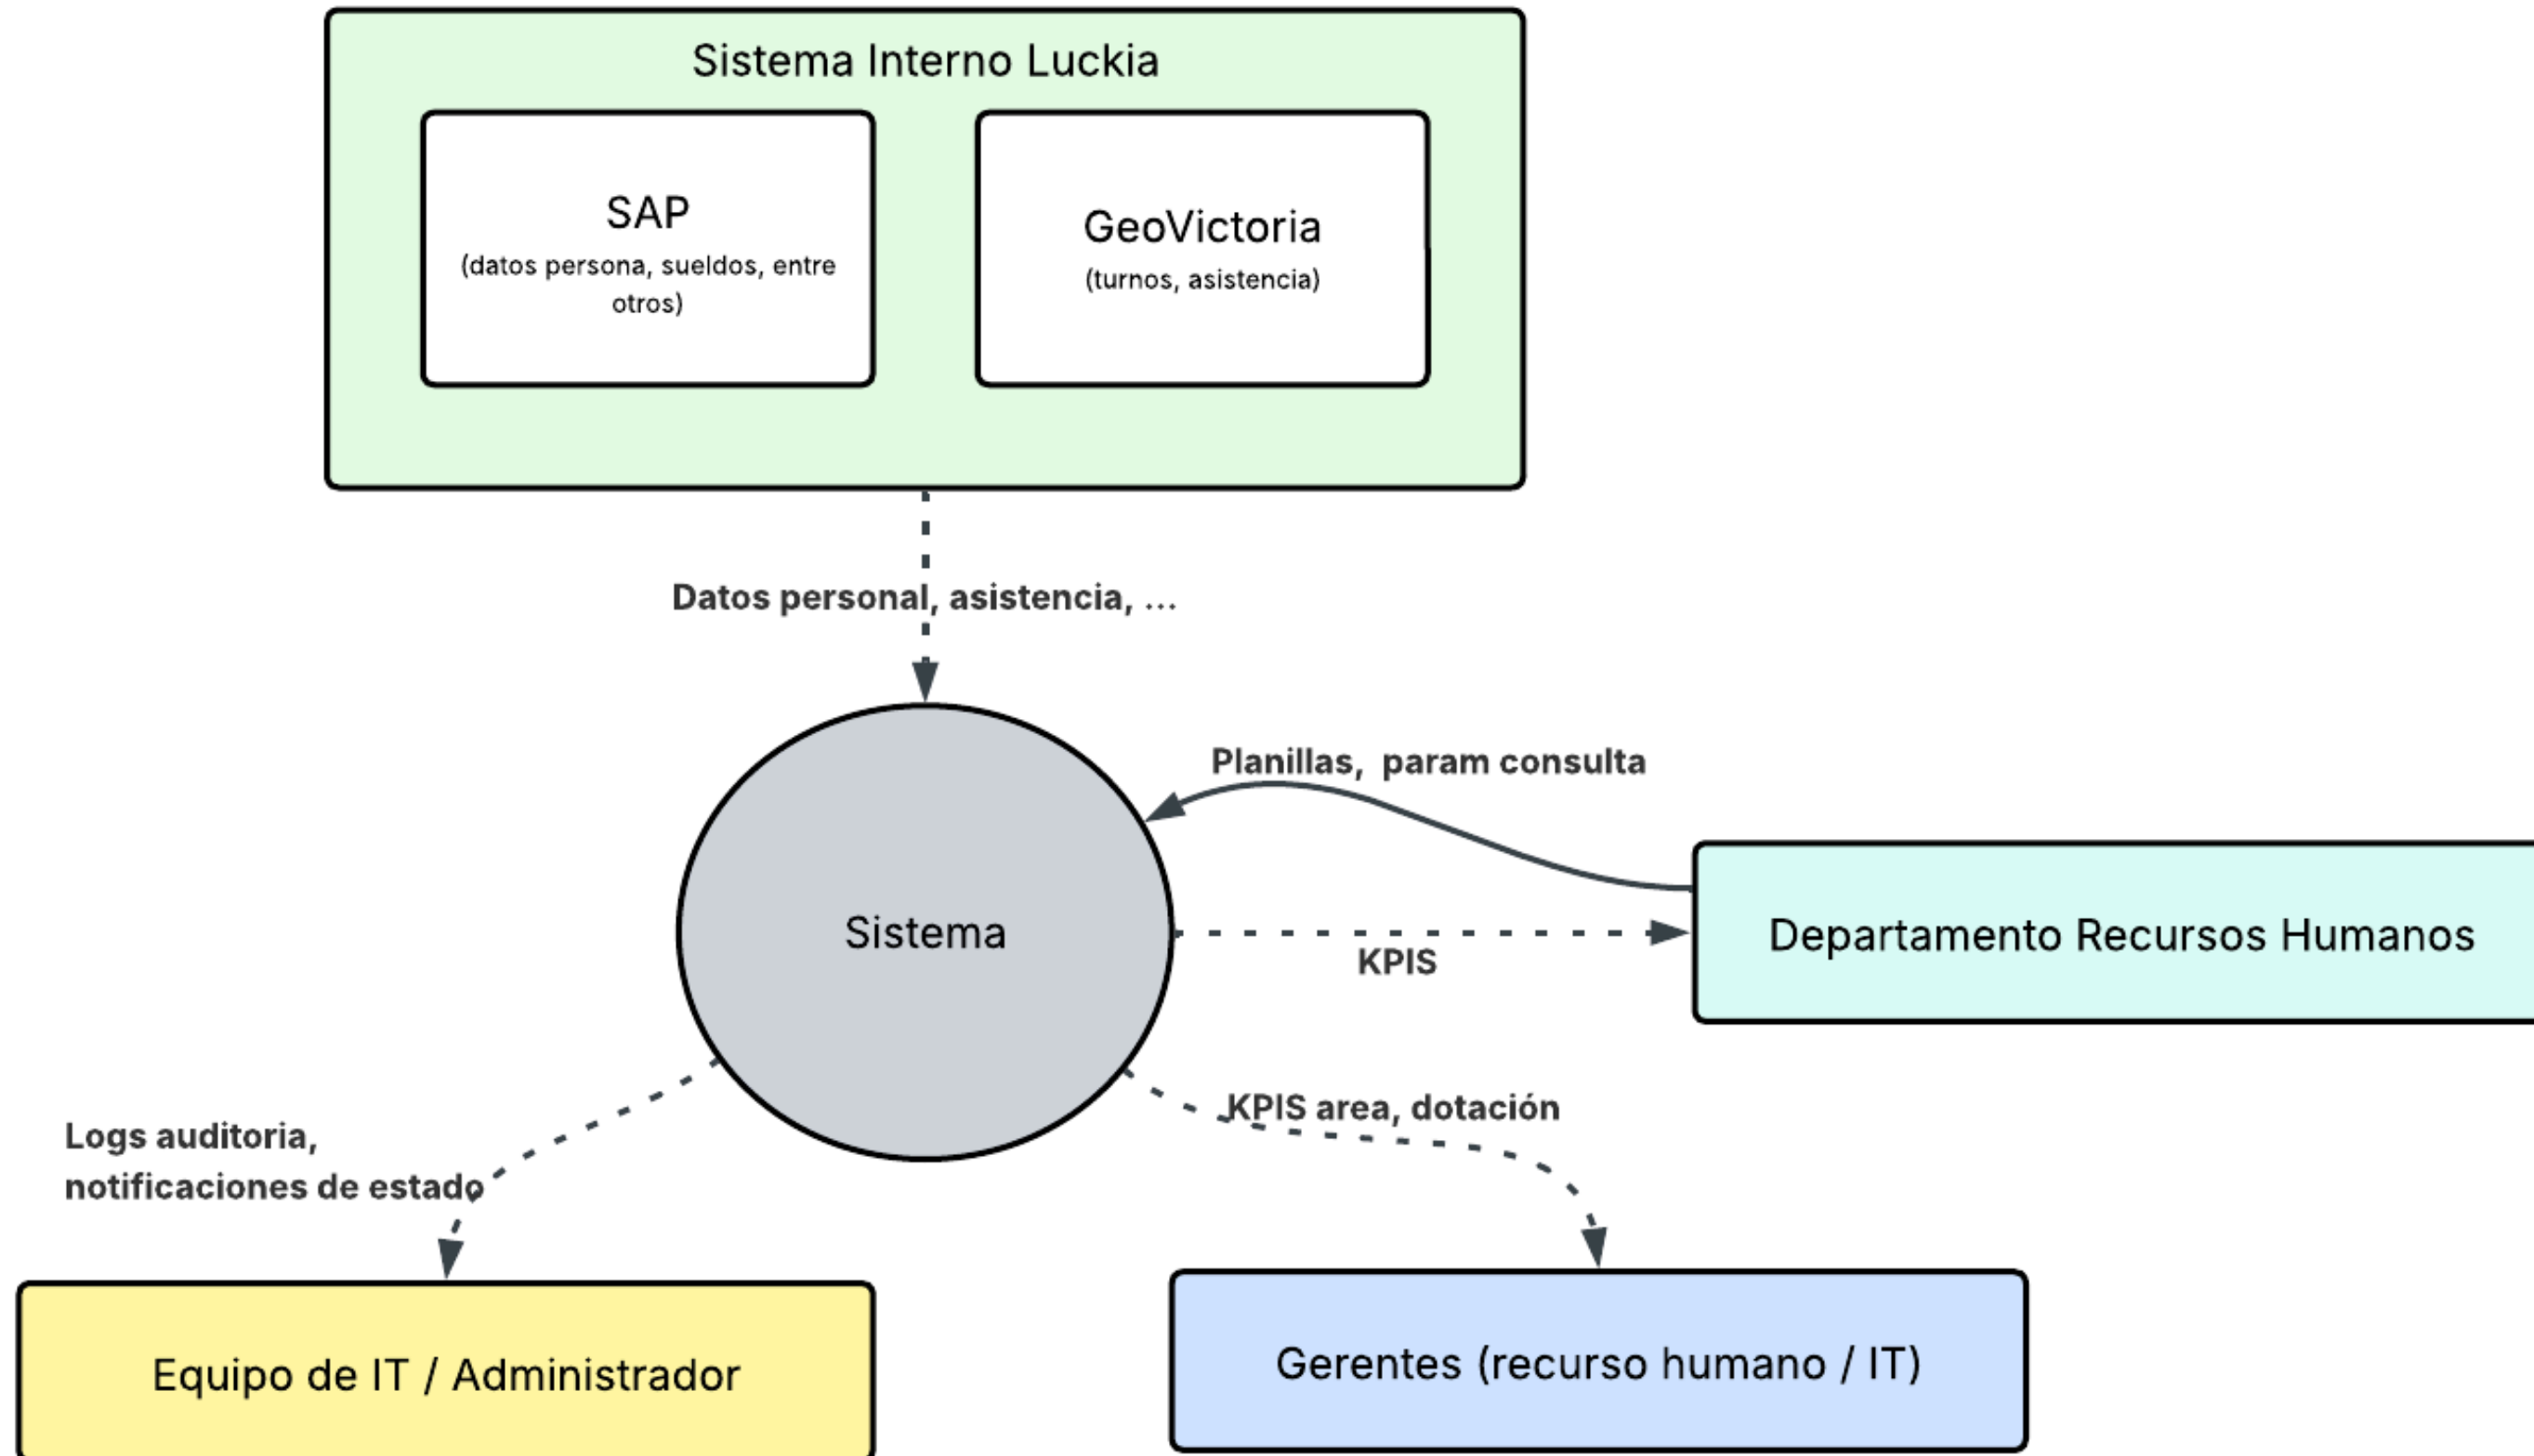 Sistema Interno Luckia
SAP
(datos persona, sueldos, entre
otros)
GeoVictoria
(turnos, asistencia)
Datos personal, asistencia, ...
Planillas,  param consulta
Sistema
KPIS
Departamento Recursos Humanos
KPIS area, dotación
Logs auditoria,
notificaciones de estado
Equipo de IT / Administrador
Gerentes (recurso humano / IT)